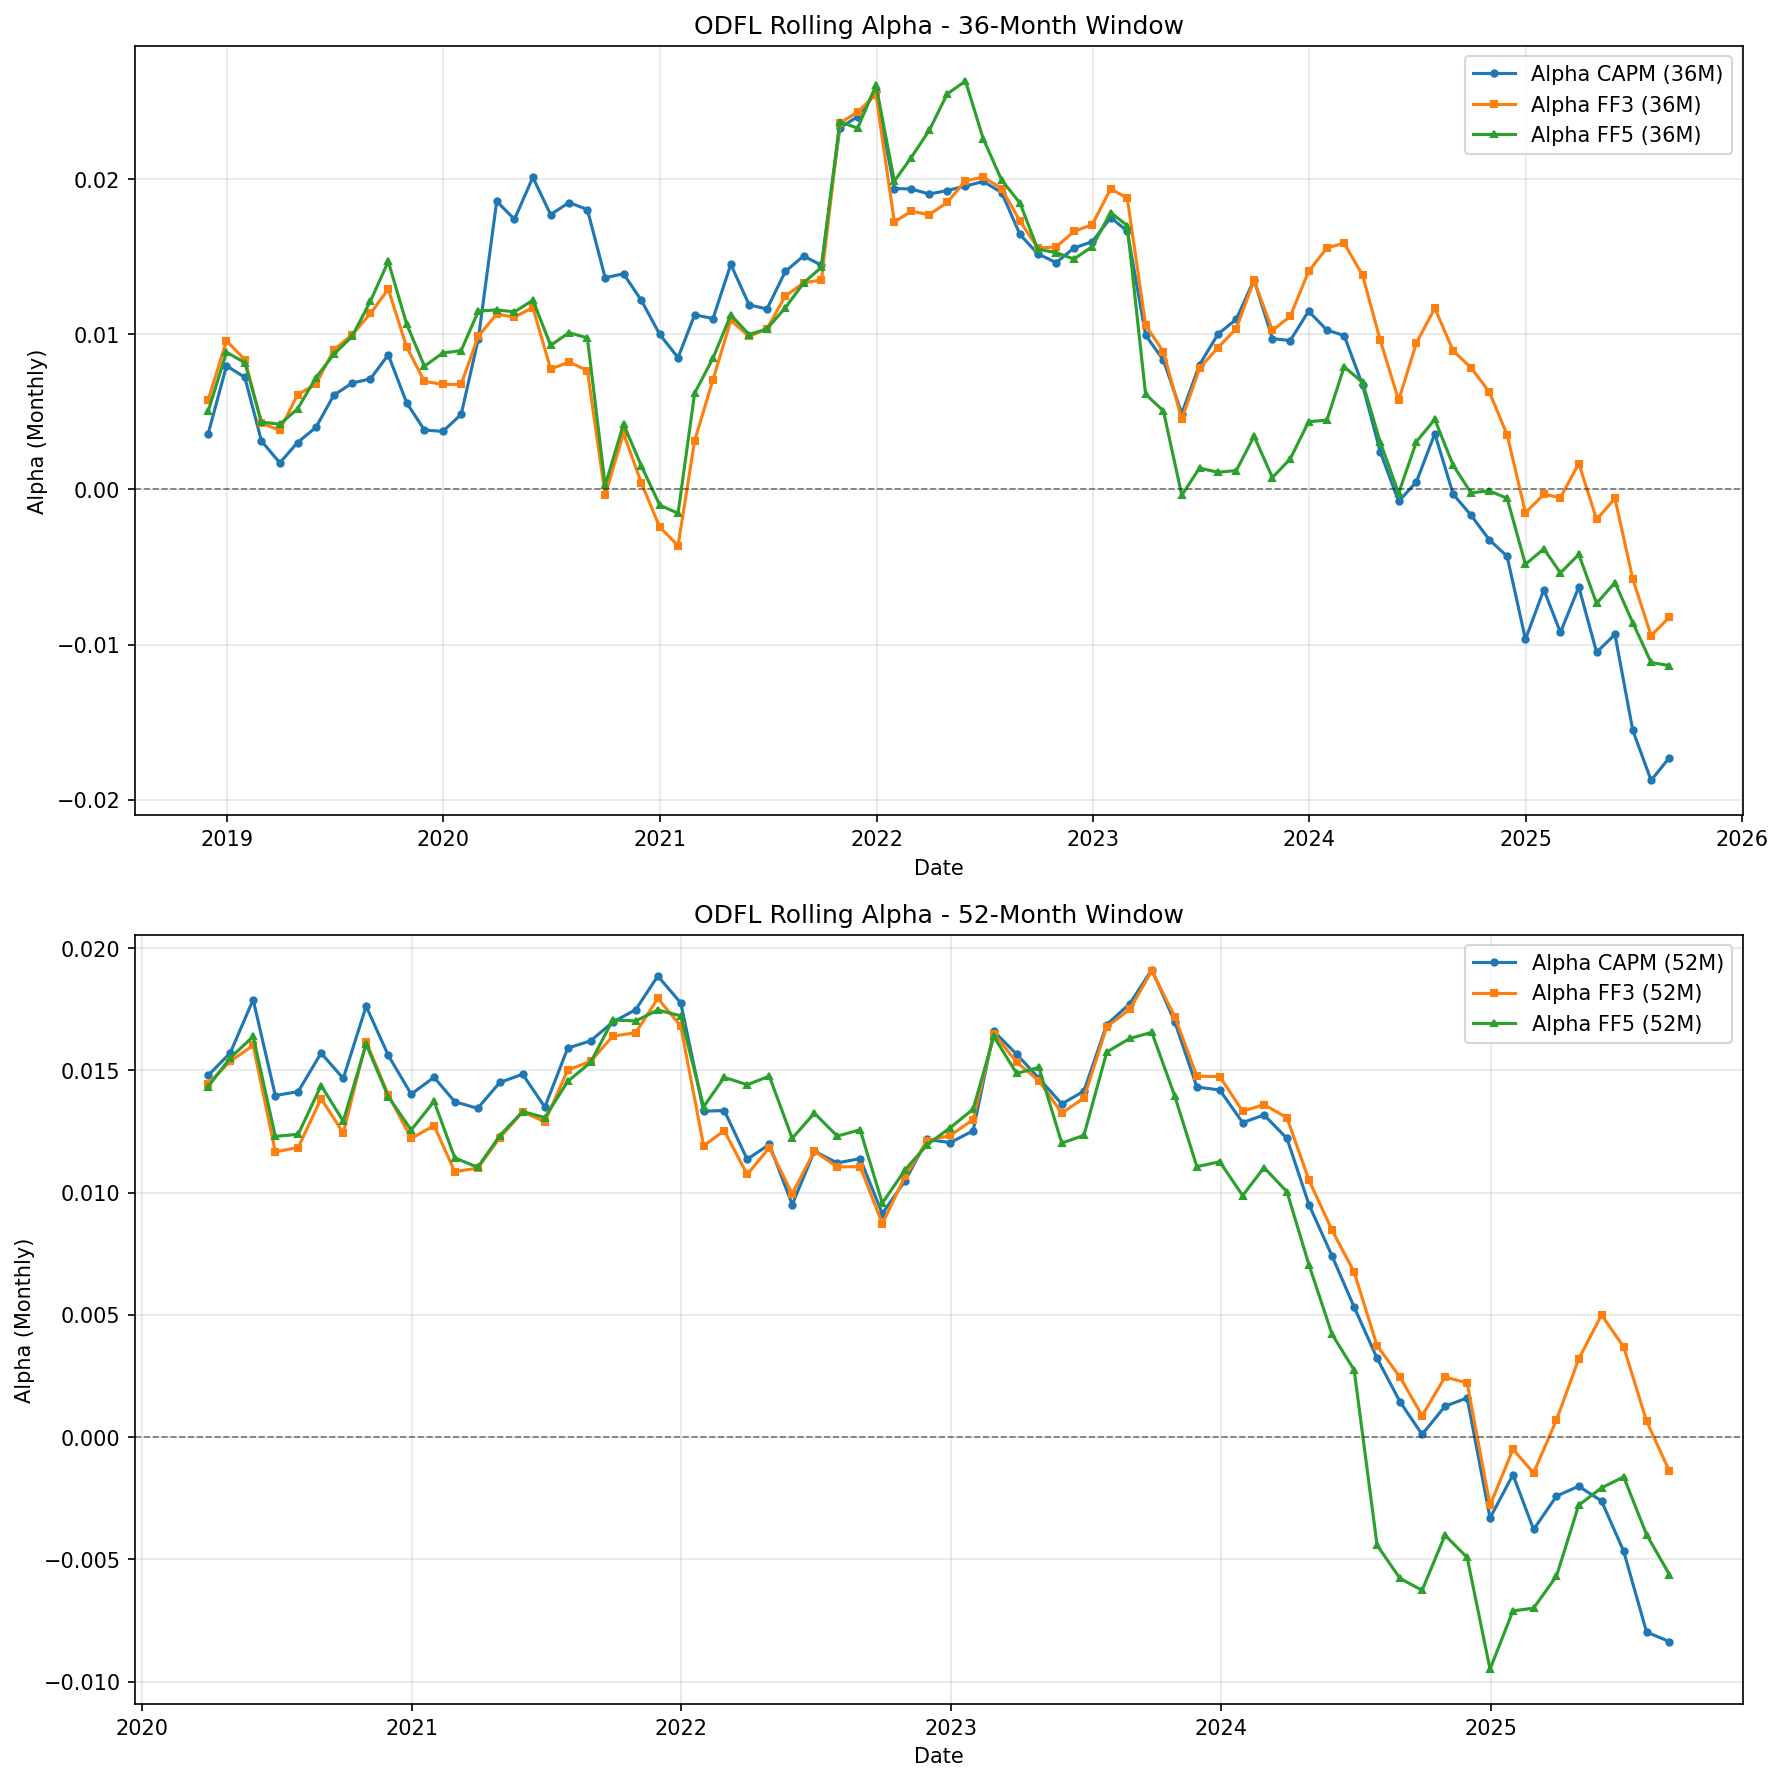 ODFL Rolling Alpha - 36-Month Window
Alpha CAPM (36M)
Alpha FF3 (36M)
Alpha FF5 (36M)
Alpha (Monthly)
0.02
0.01
0.00
−0.01
−0.02
2019 2020 2021 2022 2023 2024 2025 2026
Date
ODFL Rolling Alpha - 52-Month Window
Alpha CAPM (52M)
Alpha FF3 (52M)
Alpha FF5 (52M)
Alpha (Monthly)
0.020
0.015
0.010
0.005
0.000
−0.005
−0.010
2020 2021 2022 2023 2024 2025
Date